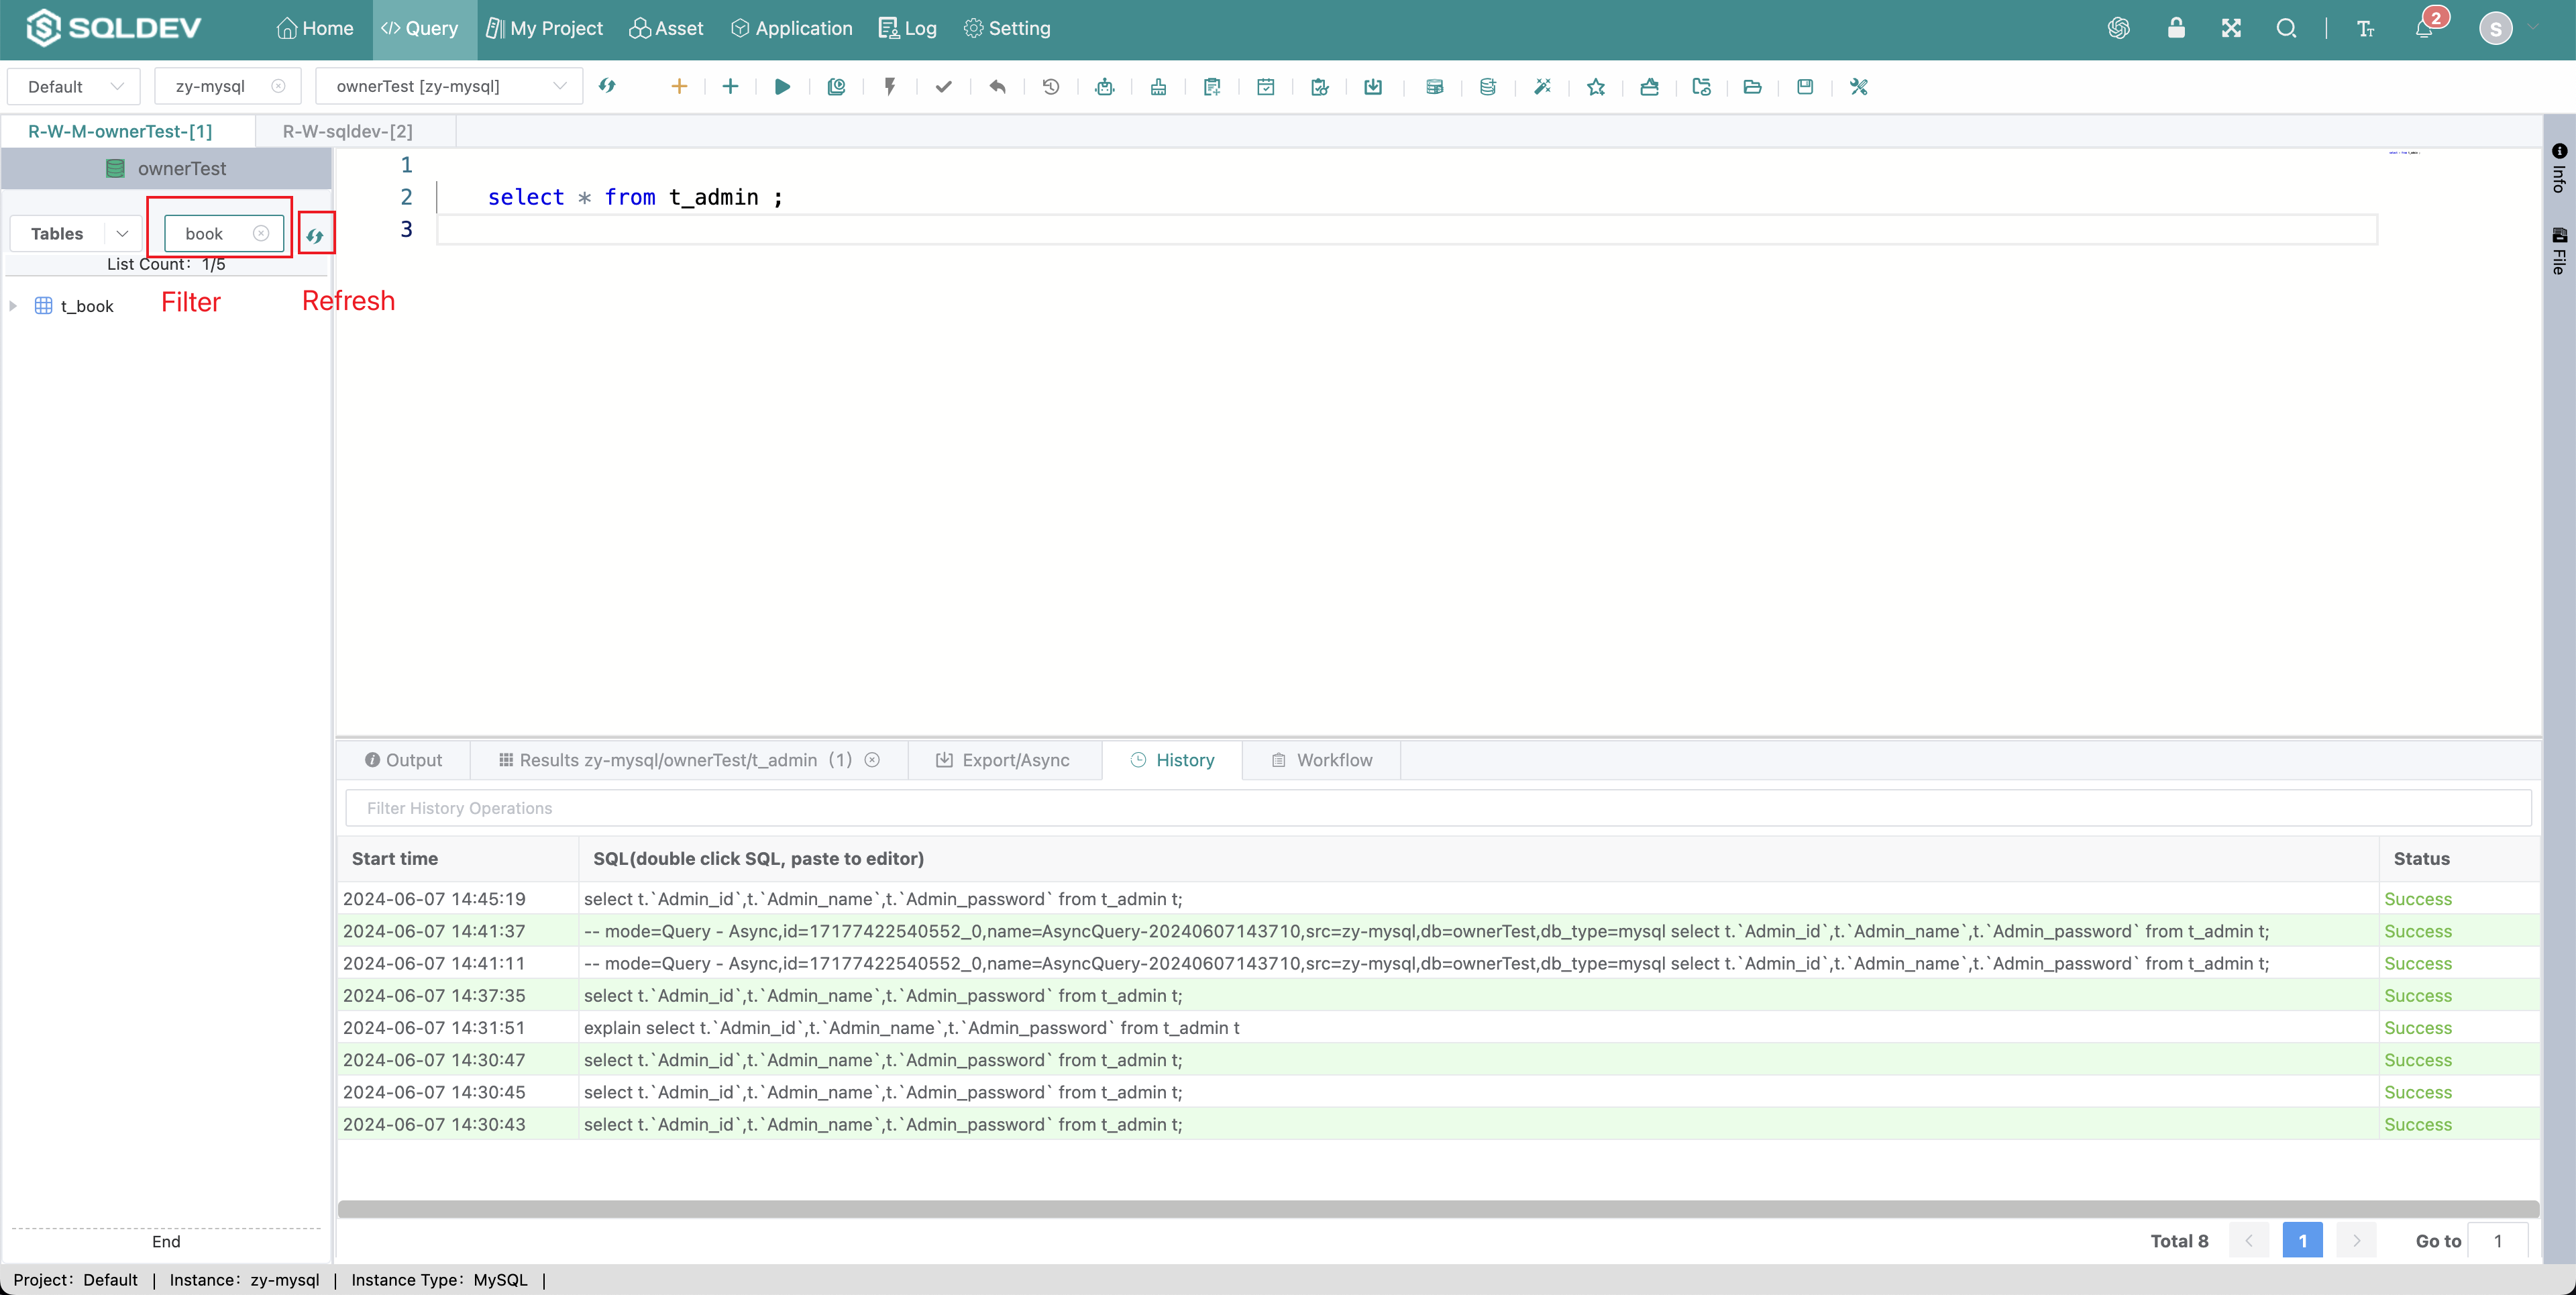 SQLDEV Home Query My Project Asset Application Log Setting 2 S
Default zy-mysql ownerTest [zy-mysql]
R-W-M-ownerTest-[1] R-W-sqldev-[2]
ownerTest
Tables book
List Count: 1/5
t_book
Filter Refresh
End
1
2 select * from t_admin ;
3
Info
File
Output Results zy-mysql/ownerTest/t_admin (1) Export/Async History Workflow
Filter History Operations
Start time SQL(double click SQL, paste to editor) Status
2024-06-07 14:45:19 select t.`Admin_id`,t.`Admin_name`,t.`Admin_password` from t_admin t; Success
2024-06-07 14:41:37 -- mode=Query - Async,id=17177422540552_0,name=AsyncQuery-20240607143710,src=zy-mysql,db=ownerTest,db_type=mysql select t.`Admin_id`,t.`Admin_name`,t.`Admin_password` from t_admin t; Success
2024-06-07 14:41:11 -- mode=Query - Async,id=17177422540552_0,name=AsyncQuery-20240607143710,src=zy-mysql,db=ownerTest,db_type=mysql select t.`Admin_id`,t.`Admin_name`,t.`Admin_password` from t_admin t; Success
2024-06-07 14:37:35 select t.`Admin_id`,t.`Admin_name`,t.`Admin_password` from t_admin t; Success
2024-06-07 14:31:51 explain select t.`Admin_id`,t.`Admin_name`,t.`Admin_password` from t_admin t Success
2024-06-07 14:30:47 select t.`Admin_id`,t.`Admin_name`,t.`Admin_password` from t_admin t; Success
2024-06-07 14:30:45 select t.`Admin_id`,t.`Admin_name`,t.`Admin_password` from t_admin t; Success
2024-06-07 14:30:43 select t.`Admin_id`,t.`Admin_name`,t.`Admin_password` from t_admin t; Success
Total 8 < 1 > Go to 1
Project: Default | Instance: zy-mysql | Instance Type: MySQL |